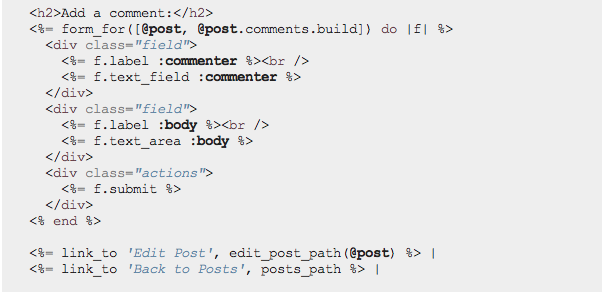 <h2>Add a comment:</h2>
<%= form_for([@post, @post.comments.build]) do |f| %>
<div class="field">
<%= f.label :commenter %><br />
<%= f.text_field :commenter %>
</div>
<div class="field">
<%= f.label :body %><br />
<%= f.text_area :body %>
</div>
<div class="actions">
<%= f.submit %>
</div>
<% end %>
<%= link_to 'Edit Post', edit_post_path(@post) %> |
<%= link_to 'Back to Posts', posts_path %> |